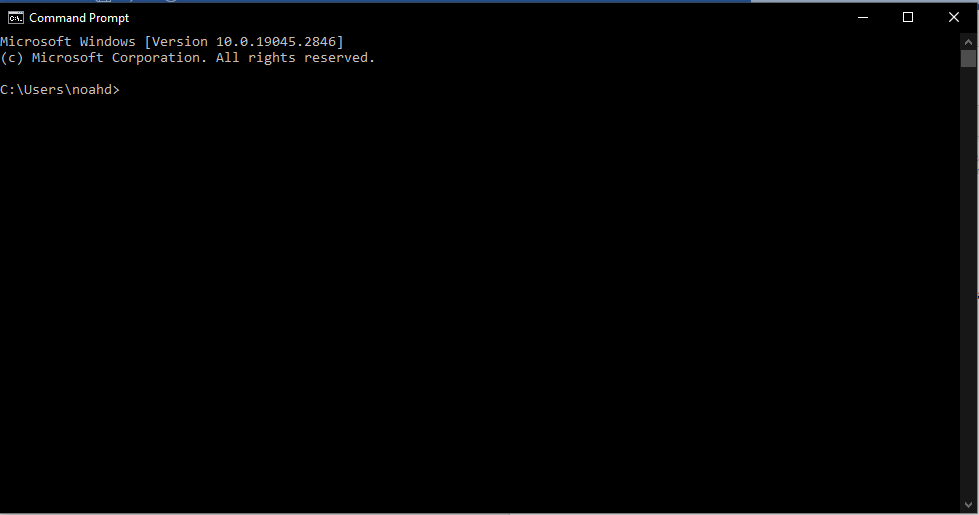 Command Prompt
Microsoft Windows [Version 10.0.19045.2846]
(c) Microsoft Corporation. All rights reserved.
C:\Users\noahd>